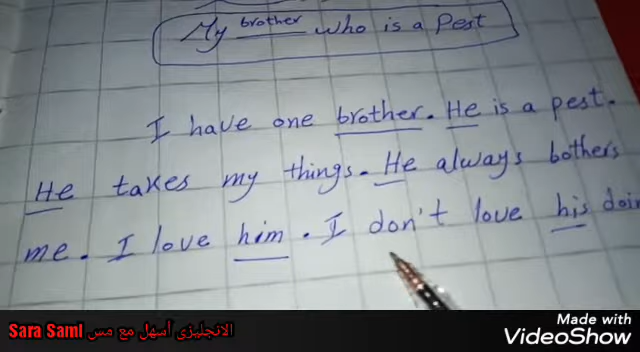 My brother who is a Pest
I have one brother. He is a pest.
He takes my things. He always bothers
me. I love him. I don't love his
Sara Sami الانجليزى أسهل مع مس
Made with
VideoShow